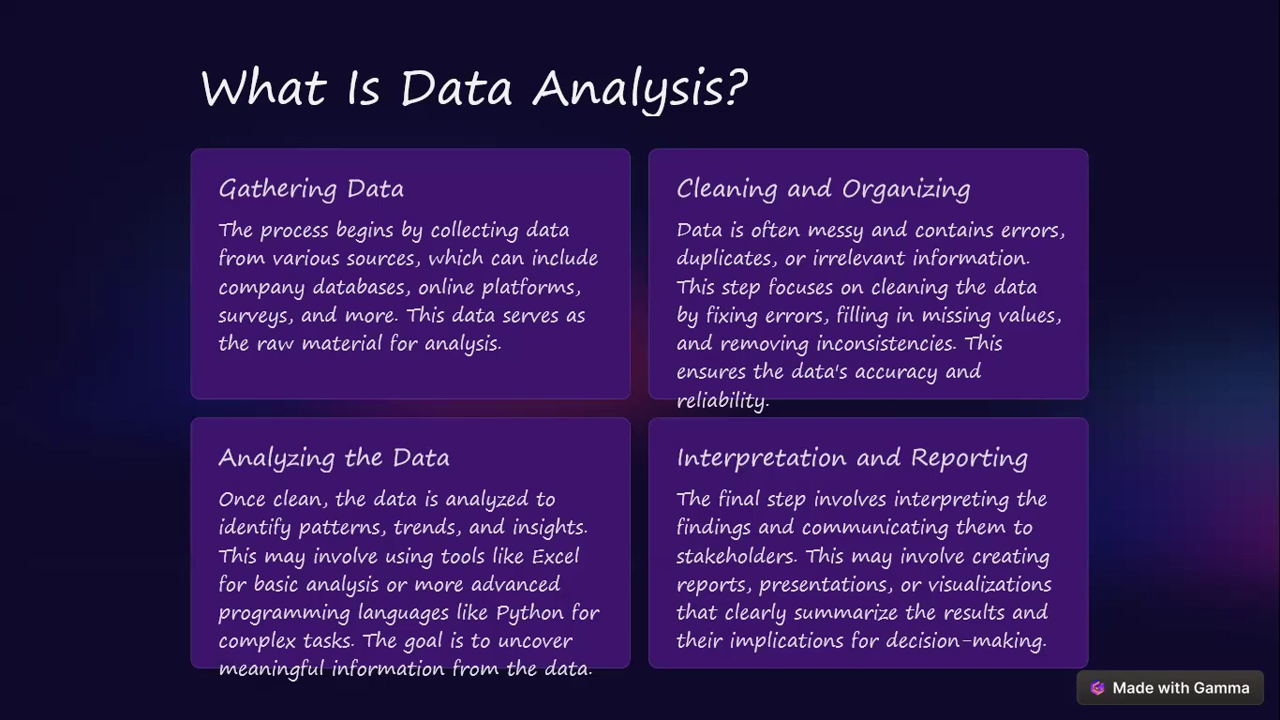 What Is Data Analysis?
Gathering Data
The process begins by collecting data
from various sources, which can include
company databases, online platforms,
surveys, and more. This data serves as
the raw material for analysis.
Cleaning and Organizing
Data is often messy and contains errors,
duplicates, or irrelevant information.
This step focuses on cleaning the data
by fixing errors, filling in missing values,
and removing inconsistencies. This
ensures the data's accuracy and
reliability.
Analyzing the Data
Once clean, the data is analyzed to
identify patterns, trends, and insights.
This may involve using tools like Excel
for basic analysis or more advanced
programming languages like Python for
complex tasks. The goal is to uncover
meaningful information from the data.
Interpretation and Reporting
The final step involves interpreting the
findings and communicating them to
stakeholders. This may involve creating
reports, presentations, or visualizations
that clearly summarize the results and
their implications for decision-making.
Made with Gamma